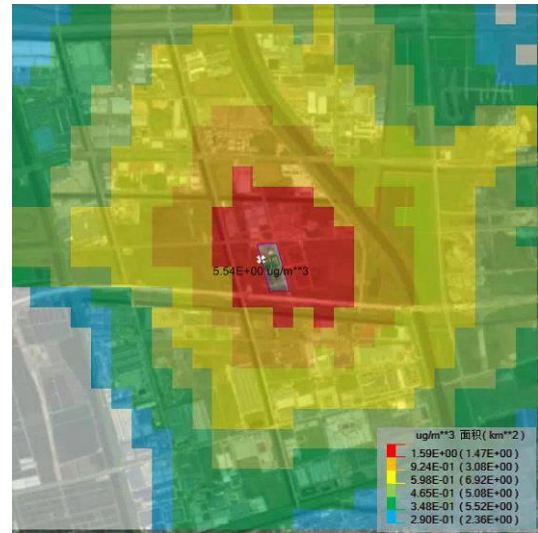 5.54E+00 ug/m**3
ug/m**3 面积(km**2)
1.59E+00 (1.47E+00)
9.24E-01 (3.08E+00)
5.98E-01 (6.92E+00)
4.65E-01 (5.08E+00)
3.48E-01 (5.52E+00)
2.90E-01 (2.36E+00)